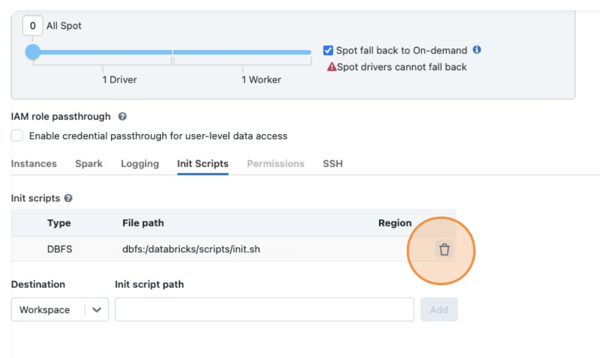 0 All Spot
Spot fall back to On-demand
Spot drivers cannot fall back
1 Driver 1 Worker
IAM role passthrough
Enable credential passthrough for user-level data access
Instances Spark Logging Init Scripts Permissions SSH
Init scripts
Type File path Region
DBFS dbfs:/databricks/scripts/init.sh
Destination Init script path
Workspace Add